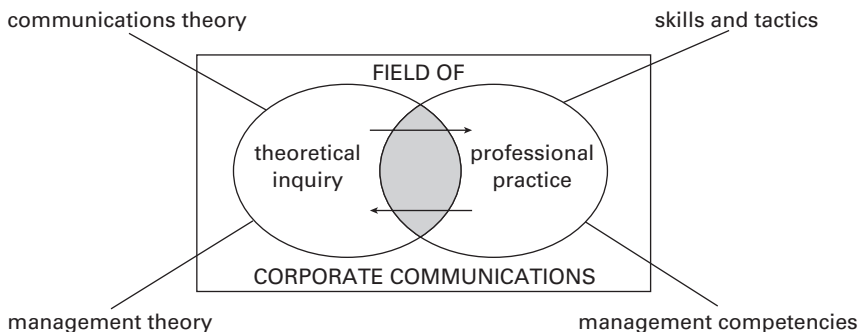 communications theory
skills and tactics
FIELD OF
theoretical
inquiry
professional
practice
CORPORATE COMMUNICATIONS
management theory
management competencies